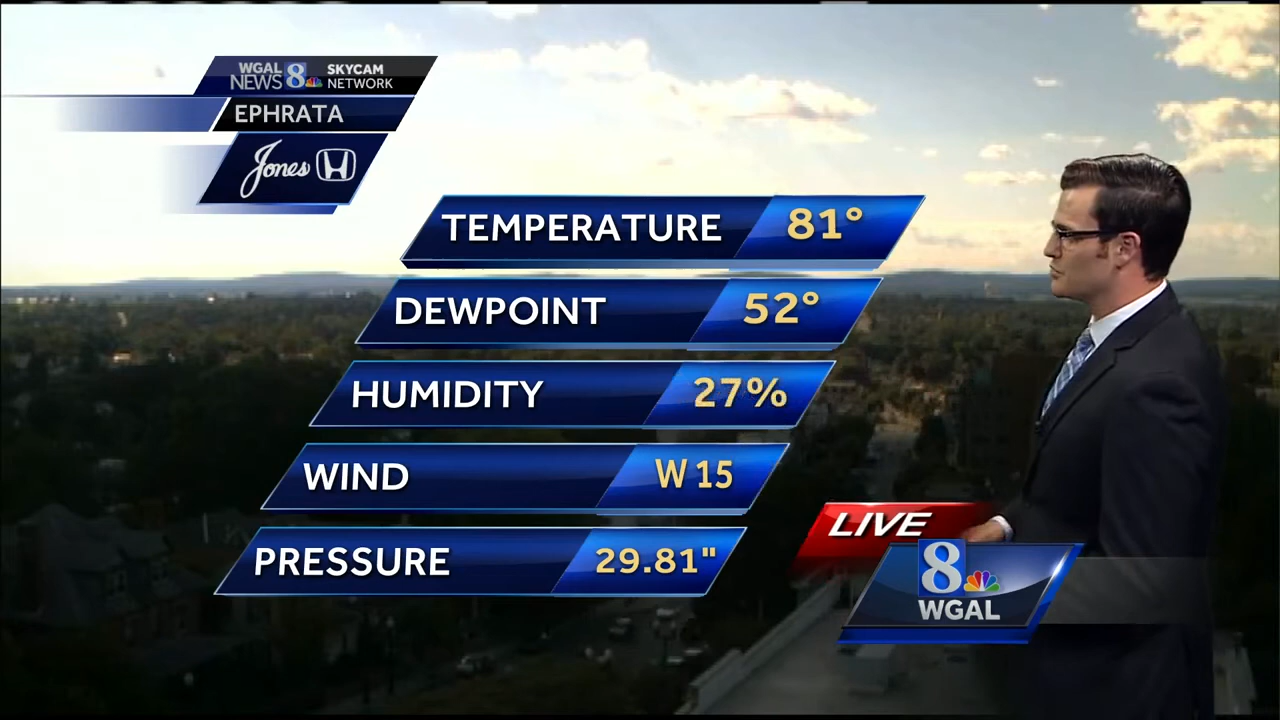 WGAL
NEWS 8
SKYCAM
NETWORK
EPHRATA
Jones
TEMPERATURE 81°
DEWPOINT 52°
HUMIDITY 27%
WIND W 15
PRESSURE 29.81"
LIVE
8
WGAL